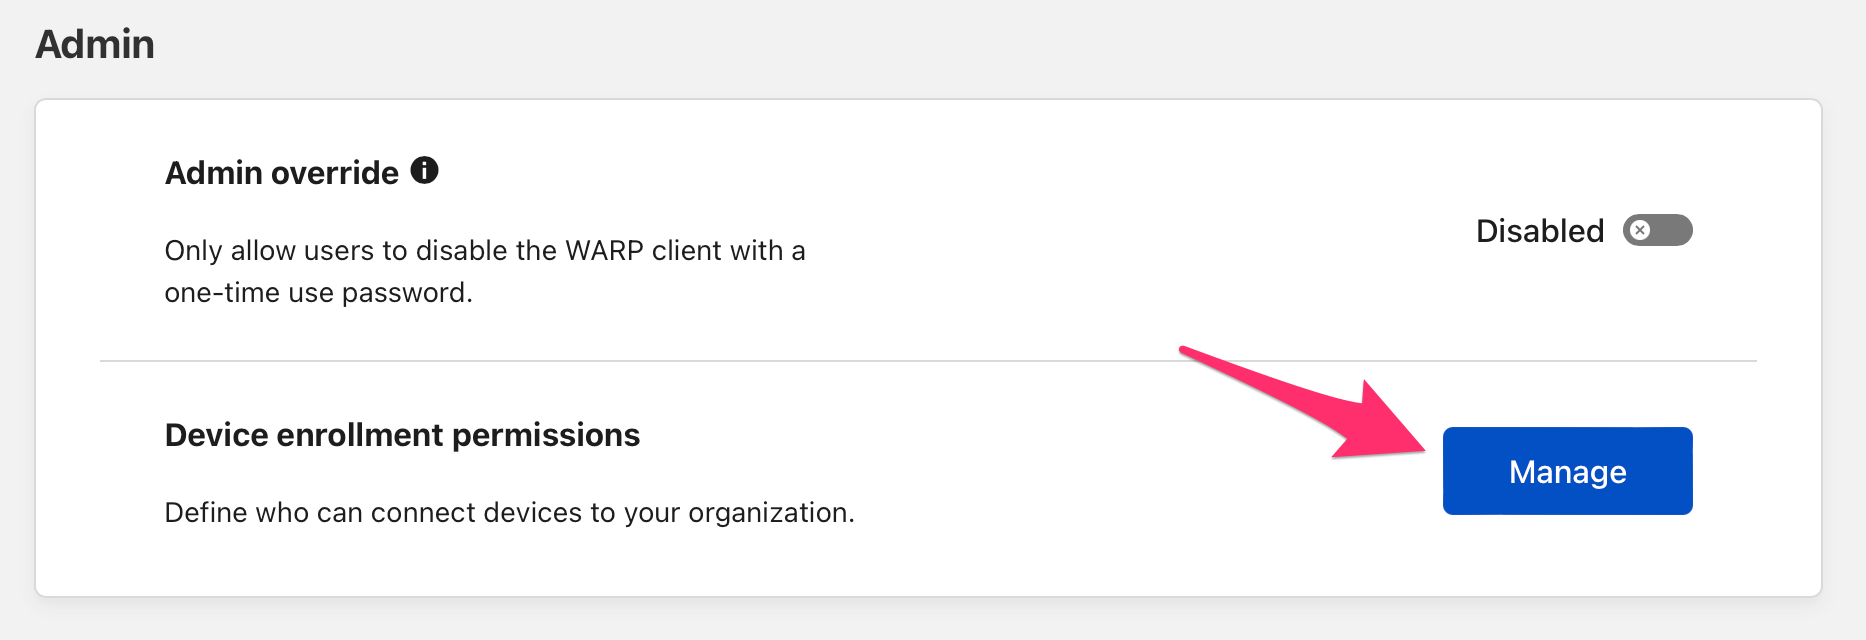 Admin
Admin override
Disabled
Only allow users to disable the WARP client with a
one-time use password.
Device enrollment permissions
Manage
Define who can connect devices to your organization.